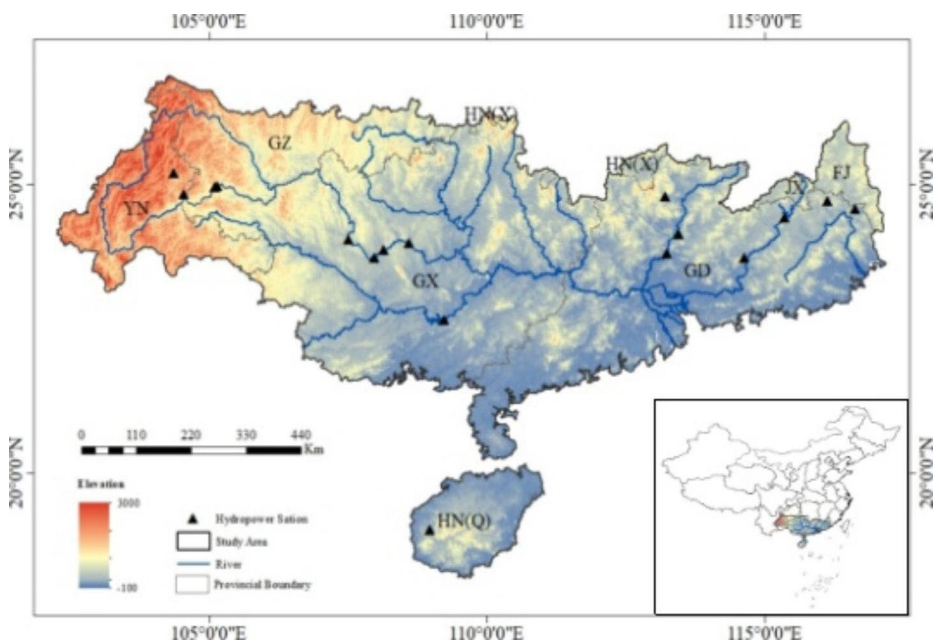 105°0'0"E 110°0'0"E 115°0'0"E
25°0'0"N 25°0'0"N
20°0'0"N 20°0'0"N
HN(X)
GZ
HN(X)
JX
FJ
YN
GX
GD
HN(Q)
0 110 220 330 440
Km
Elevation
3000
-100
Hydropower Sation
Study Area
River
Provincial Boundary
105°0'0"E 110°0'0"E 115°0'0"E